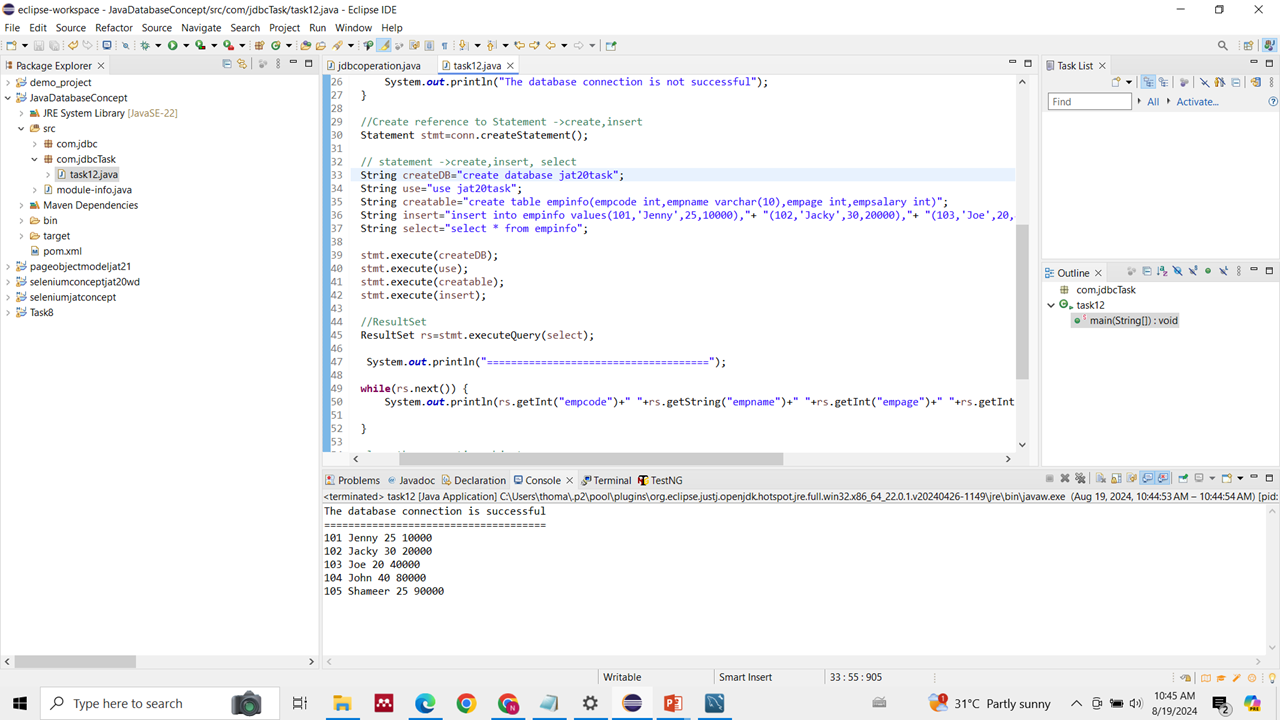 eclipse-workspace - JavaDatabaseConcept/src/com/jdbcTask/task12.java - Eclipse IDE
File Edit Source Refactor Source Navigate Search Project Run Window Help
Package Explorer
demo_project
JavaDatabaseConcept
JRE System Library [JavaSE-22]
src
com.jdbc
com.jdbcTask
task12.java
module-info.java
Maven Dependencies
bin
target
pom.xml
pageobjectmodeljat21
seleniumconceptjat20wd
seleniumjatconcept
Task8
jdbcoperation.java task12.java
26 System.out.println("The database connection is not successful");
27 }
28
29 //Create reference to Statement ->create,insert
30 Statement stmt=conn.createStatement();
31
32 // statement ->create,insert, select
33 String createDB="create database jat20task";
34 String use="use jat20task";
35 String creatable="create table empinfo(empcode int,empname varchar(10),empage int,empsalary int)";
36 String insert="insert into empinfo values(101,'Jenny',25,10000),"+ "(102,'Jacky',30,20000),"+ "(103,'Joe',20,
37 String select="select * from empinfo";
38
39 stmt.execute(createDB);
40 stmt.execute(use);
41 stmt.execute(creatable);
42 stmt.execute(insert);
43
44 //ResultSet
45 ResultSet rs=stmt.executeQuery(select);
46
47 System.out.println("=====================================");
48
49 while(rs.next()) {
50 System.out.println(rs.getInt("empcode")+" "+rs.getString("empname")+" "+rs.getInt("empage")+" "+rs.getInt
51
52 }
53
Task List
Find All Activate...
Outline
com.jdbcTask
task12
main(String[]) : void
Problems Javadoc Declaration Console Terminal TestNG
<terminated> task12 [Java Application] C:\Users\thoma\.p2\pool\plugins\org.eclipse.justj.openjdk.hotspot.jre.full.win32.x86_64_22.0.1.v20240426-1149\jre\bin\javaw.exe (Aug 19, 2024, 10:44:53 AM – 10:44:54 AM) [pid:
The database connection is successful
=====================================
101 Jenny 25 10000
102 Jacky 30 20000
103 Joe 20 40000
104 John 40 80000
105 Shameer 25 90000
Writable Smart Insert 33 : 55 : 905
Type here to search
31°C Partly sunny
10:45 AM
8/19/2024
2